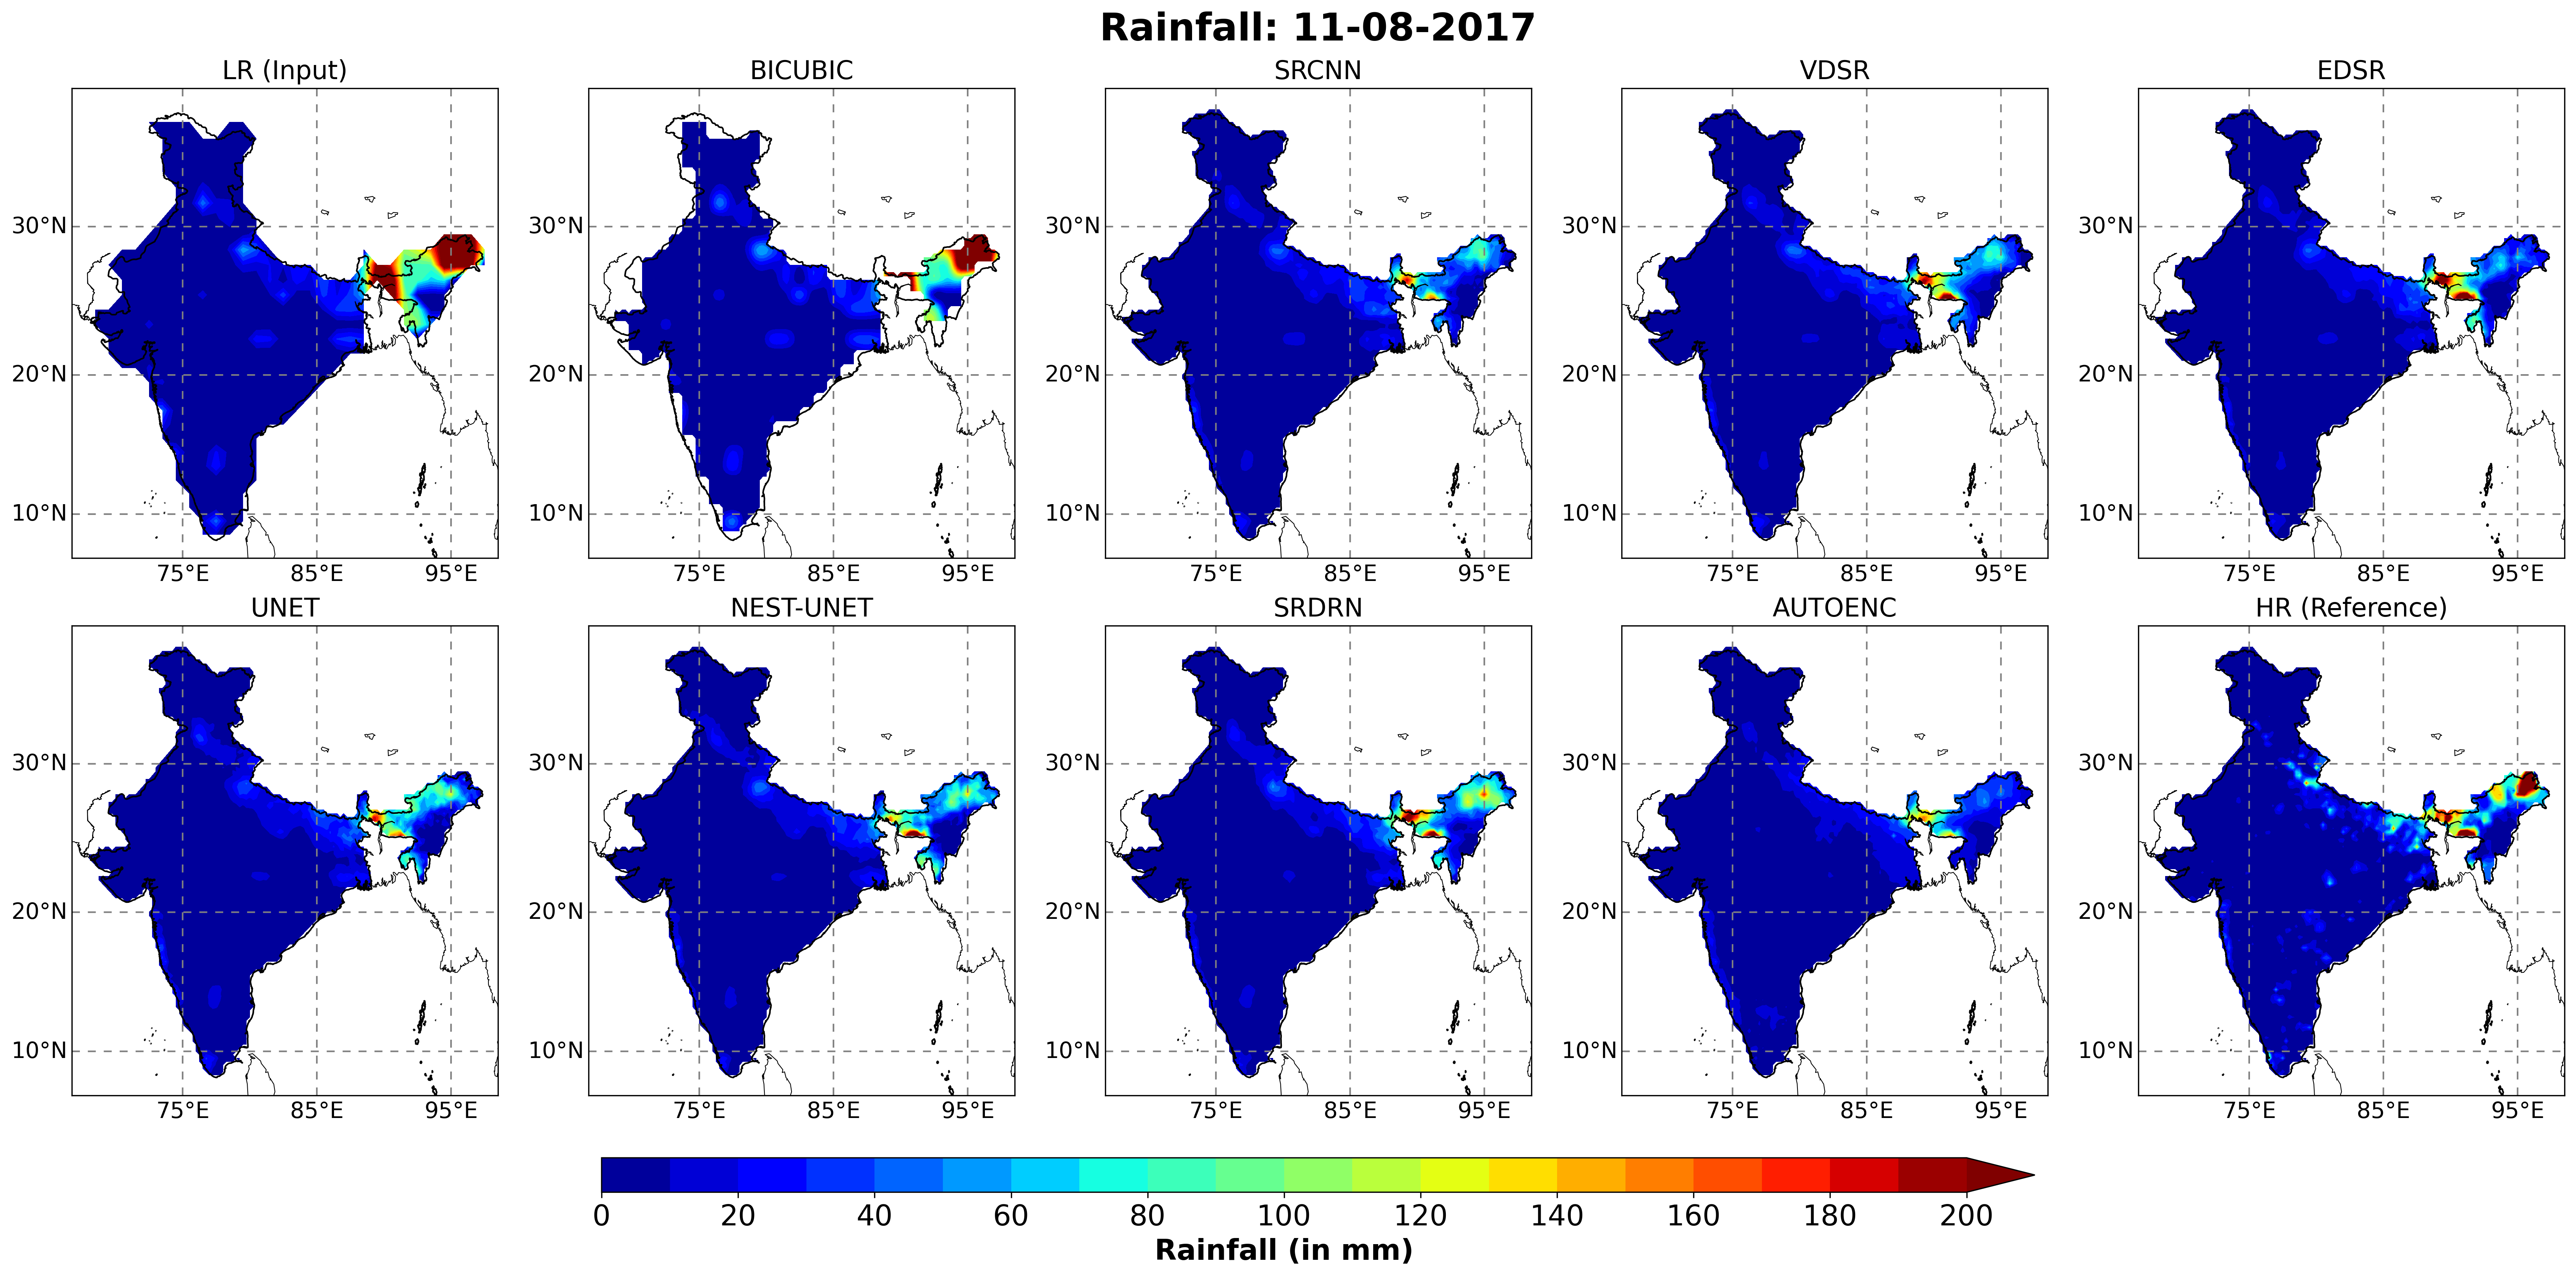 Rainfall: 11-08-2017
LR (Input) BICUBIC SRCNN VDSR EDSR
30°N 30°N 30°N 30°N 30°N
20°N 20°N 20°N 20°N 20°N
10°N 10°N 10°N 10°N 10°N
75°E 85°E 95°E 75°E 85°E 95°E 75°E 85°E 95°E 75°E 85°E 95°E 75°E 85°E 95°E
UNET NEST-UNET SRDRN AUTOENC HR (Reference)
30°N 30°N 30°N 30°N 30°N
20°N 20°N 20°N 20°N 20°N
10°N 10°N 10°N 10°N 10°N
75°E 85°E 95°E 75°E 85°E 95°E 75°E 85°E 95°E 75°E 85°E 95°E 75°E 85°E 95°E
0 20 40 60 80 100 120 140 160 180 200
Rainfall (in mm)